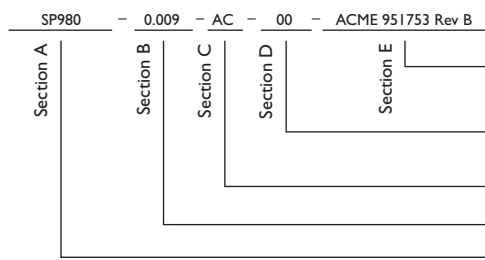 SP980 – 0.009 – AC – 00 – ACME 951753 Rev B
Section A
Section B
Section C
Section D
Section E